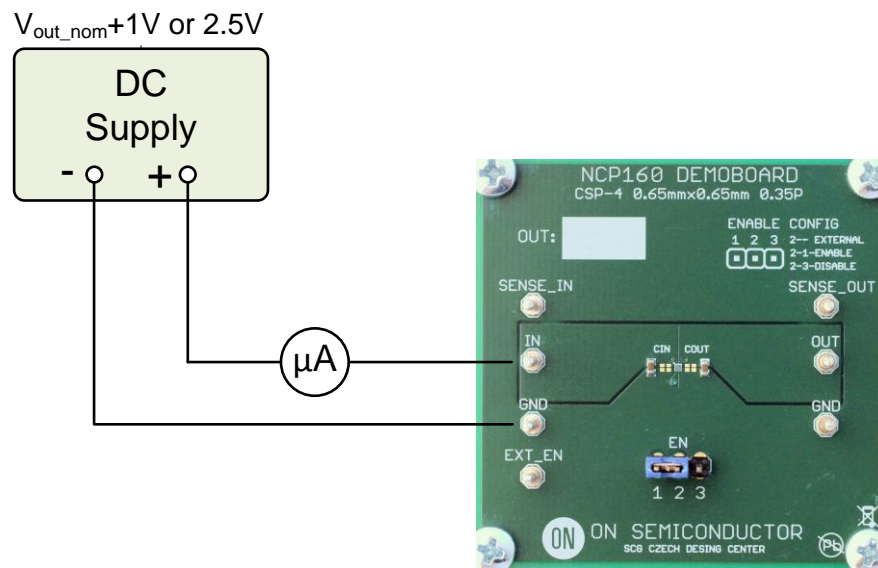 Vout_nom+1V or 2.5V
DC
Supply
- +
µA
NCP160 DEMOBOARD
CSP-4 0.65mm×0.65mm 0.35P
OUT:
ENABLE CONFIG
1 2 3
2-- EXTERNAL
2-1-ENABLE
2-3-DISABLE
SENSE_IN
SENSE_OUT
IN
CIN
COUT
OUT
GND
GND
EXT_EN
EN
1 2 3
ON
ON SEMICONDUCTOR
SCG CZECH DESING CENTER
Pb